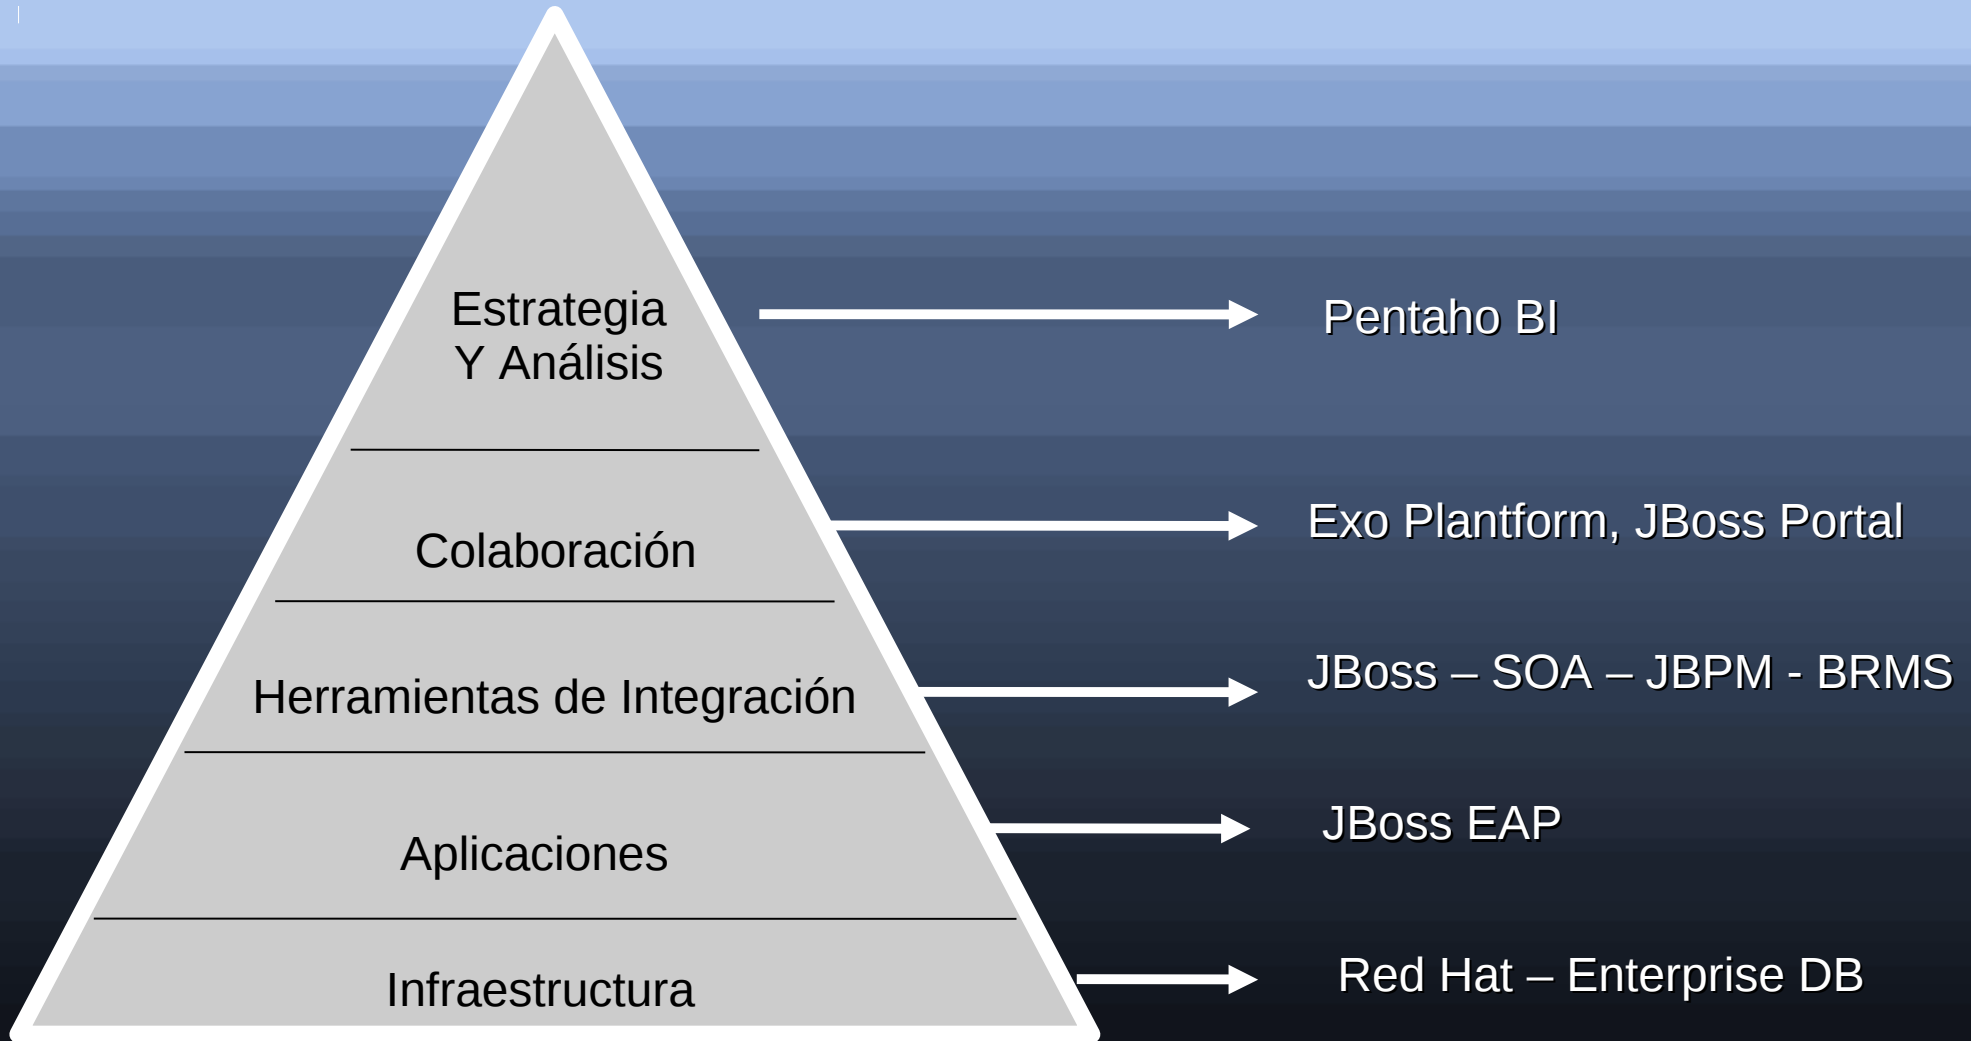 Estrategia
Y Análisis
Pentaho BI
Colaboración
Exo Plantform, JBoss Portal
Herramientas de Integración
JBoss – SOA – JBPM - BRMS
Aplicaciones
JBoss EAP
Infraestructura
Red Hat – Enterprise DB